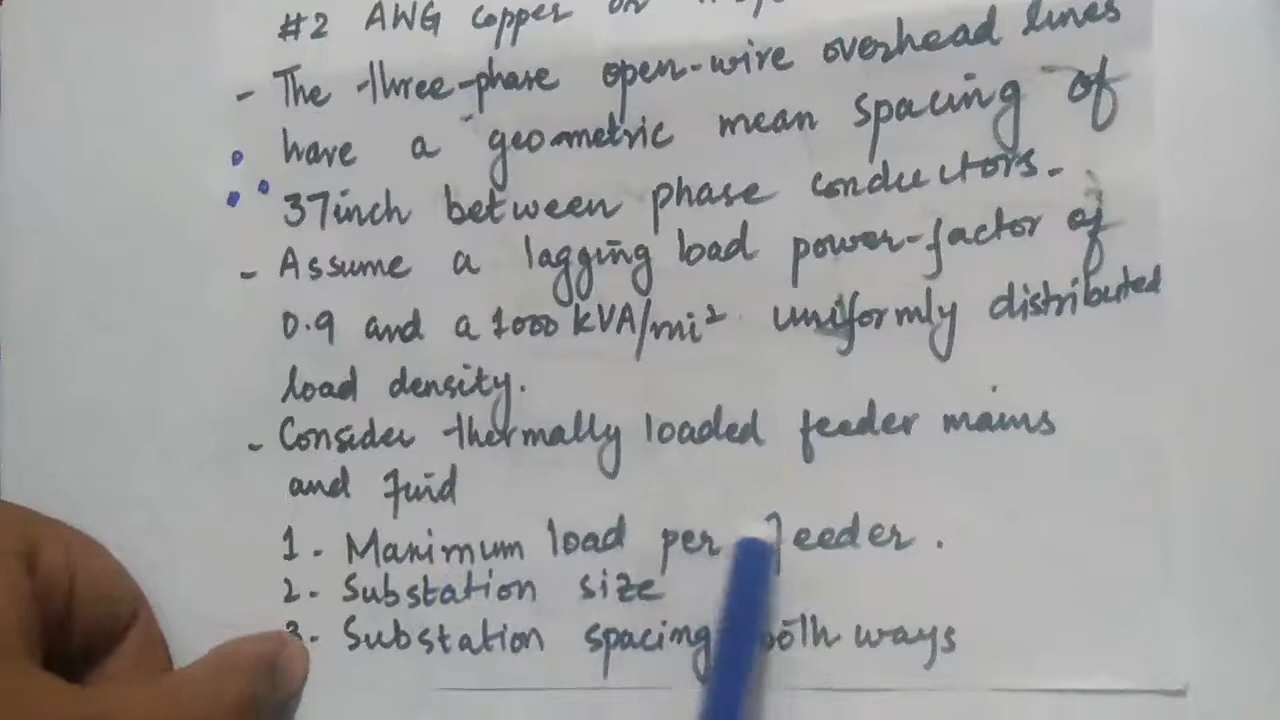 #2 AWG Copper or
- The three-phase open-wire overhead lines
have a geometric mean spacing of
37inch between phase conductors.
- Assume a lagging load power-factor of
0.9 and a 1000 kVA/mi² uniformly distributed
load density.
- Consider thermally loaded feeder mains
and find
1. Maximum load per feeder.
2. Substation size
3. Substation spacing both ways